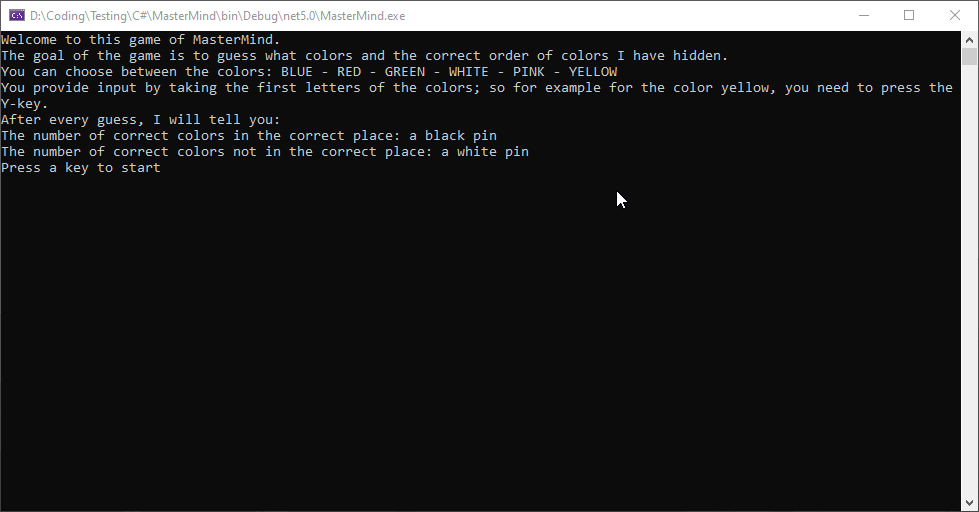 D:\Coding\Testing\C#\MasterMind\bin\Debug\net5.0\MasterMind.exe
Welcome to this game of MasterMind.
The goal of the game is to guess what colors and the correct order of colors I have hidden.
You can choose between the colors: BLUE - RED - GREEN - WHITE - PINK - YELLOW
You provide input by taking the first letters of the colors; so for example for the color yellow, you need to press the
Y-key.
After every guess, I will tell you:
The number of correct colors in the correct place: a black pin
The number of correct colors not in the correct place: a white pin
Press a key to start